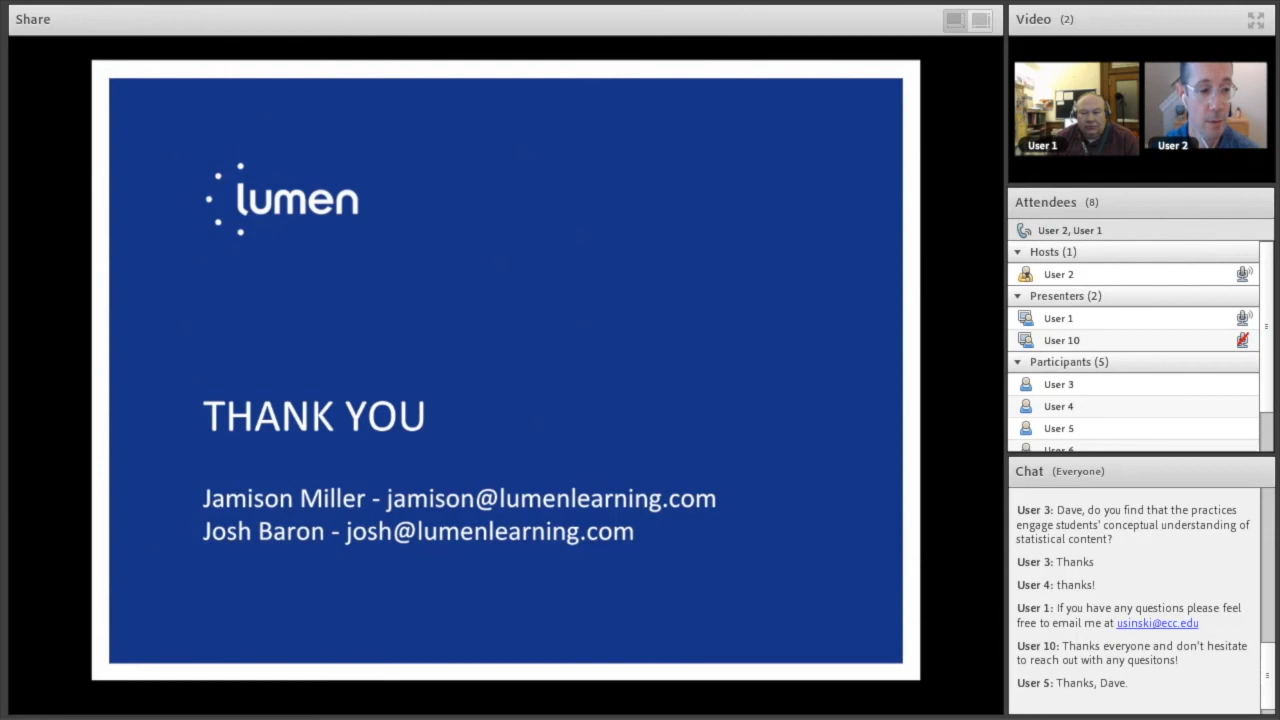 Share
lumen
THANK YOU
Jamison Miller - jamison@lumenlearning.com
Josh Baron - josh@lumenlearning.com
Video (2)
User 1
User 2
Attendees (8)
User 2, User 1
Hosts (1)
User 2
Presenters (2)
User 1
User 10
Participants (5)
User 3
User 4
User 5
User 6
Chat (Everyone)
User 3: Dave, do you find that the practices
engage students' conceptual understanding of
statistical content?
User 3: Thanks
User 4: thanks!
User 1: If you have any questions please feel
free to email me at usinski@ecc.edu
User 10: Thanks everyone and don't hesitate
to reach out with any quesitons!
User 5: Thanks, Dave.